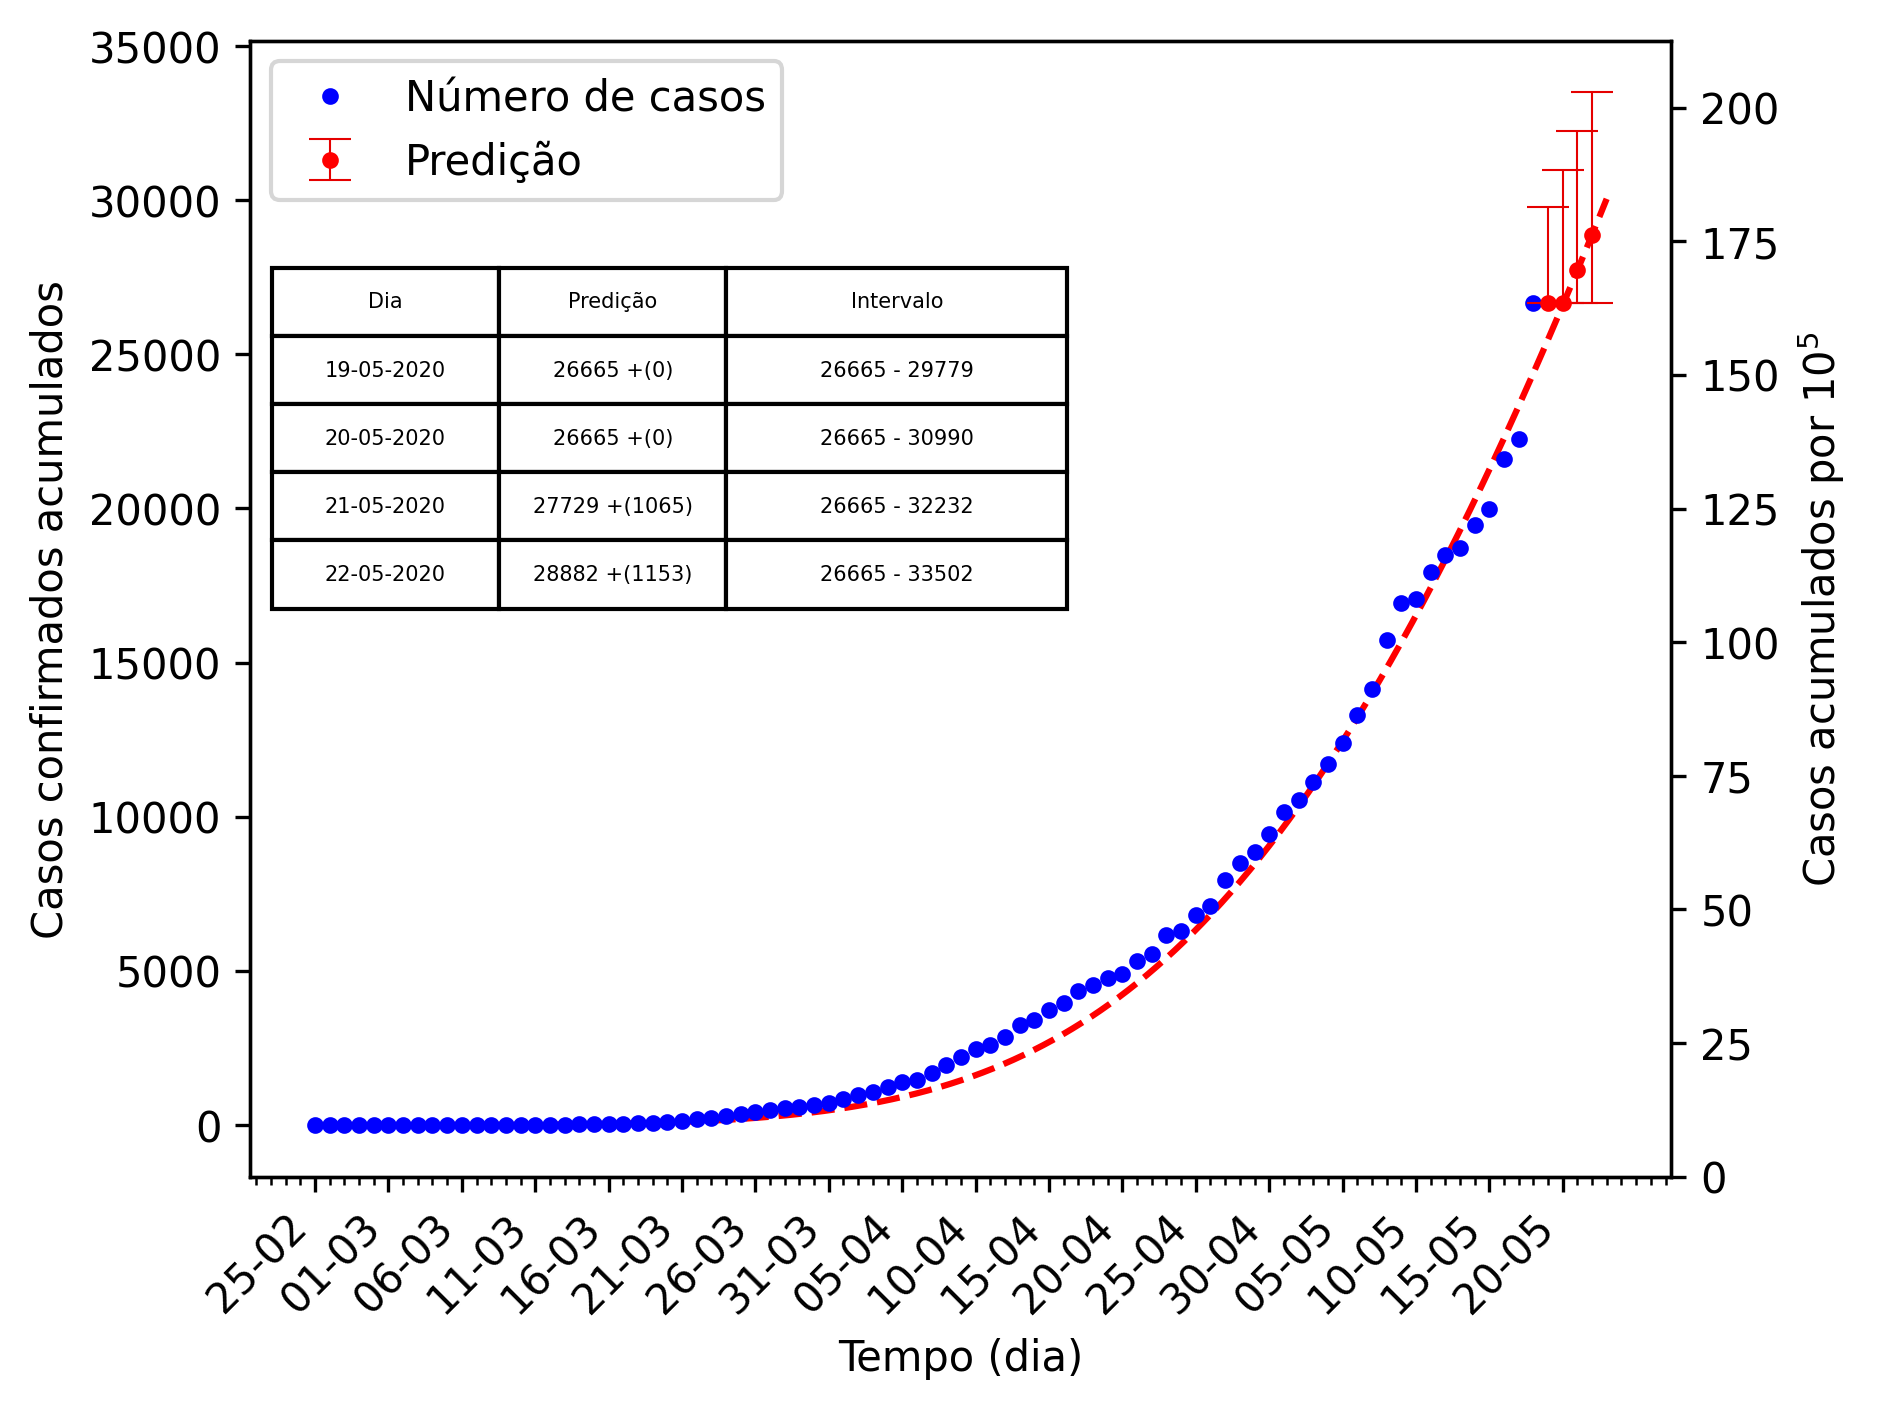 Número de casos
Predição
Dia Predição Intervalo
19-05-2020 26665 +(0) 26665 - 29779
20-05-2020 26665 +(0) 26665 - 30990
21-05-2020 27729 +(1065) 26665 - 32232
22-05-2020 28882 +(1153) 26665 - 33502
Casos confirmados acumulados
35000
30000
25000
20000
15000
10000
5000
0
Casos acumulados por 10⁵
200
175
150
125
100
75
50
25
0
25-02 01-03 06-03 11-03 16-03 21-03 26-03 31-03 05-04 10-04 15-04 20-04 25-04 30-04 05-05 10-05 15-05 20-05
Tempo (dia)